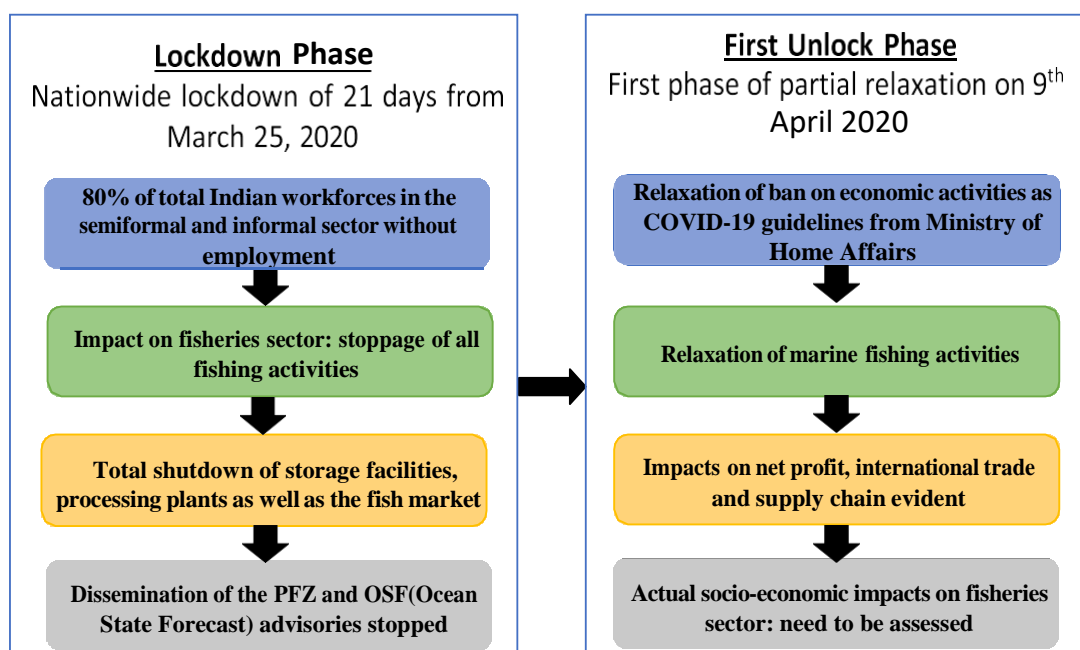 Lockdown Phase
Nationwide lockdown of 21 days from
March 25, 2020
80% of total Indian workforces in the
semiformal and informal sector without
employment
Impact on fisheries sector: stoppage of all
fishing activities
Total shutdown of storage facilities,
processing plants as well as the fish market
Dissemination of the PFZ and OSF(Ocean
State Forecast) advisories stopped
First Unlock Phase
First phase of partial relaxation on 9th
April 2020
Relaxation of ban on economic activities as
COVID-19 guidelines from Ministry of
Home Affairs
Relaxation of marine fishing activities
Impacts on net profit, international trade
and supply chain evident
Actual socio-economic impacts on fisheries
sector: need to be assessed